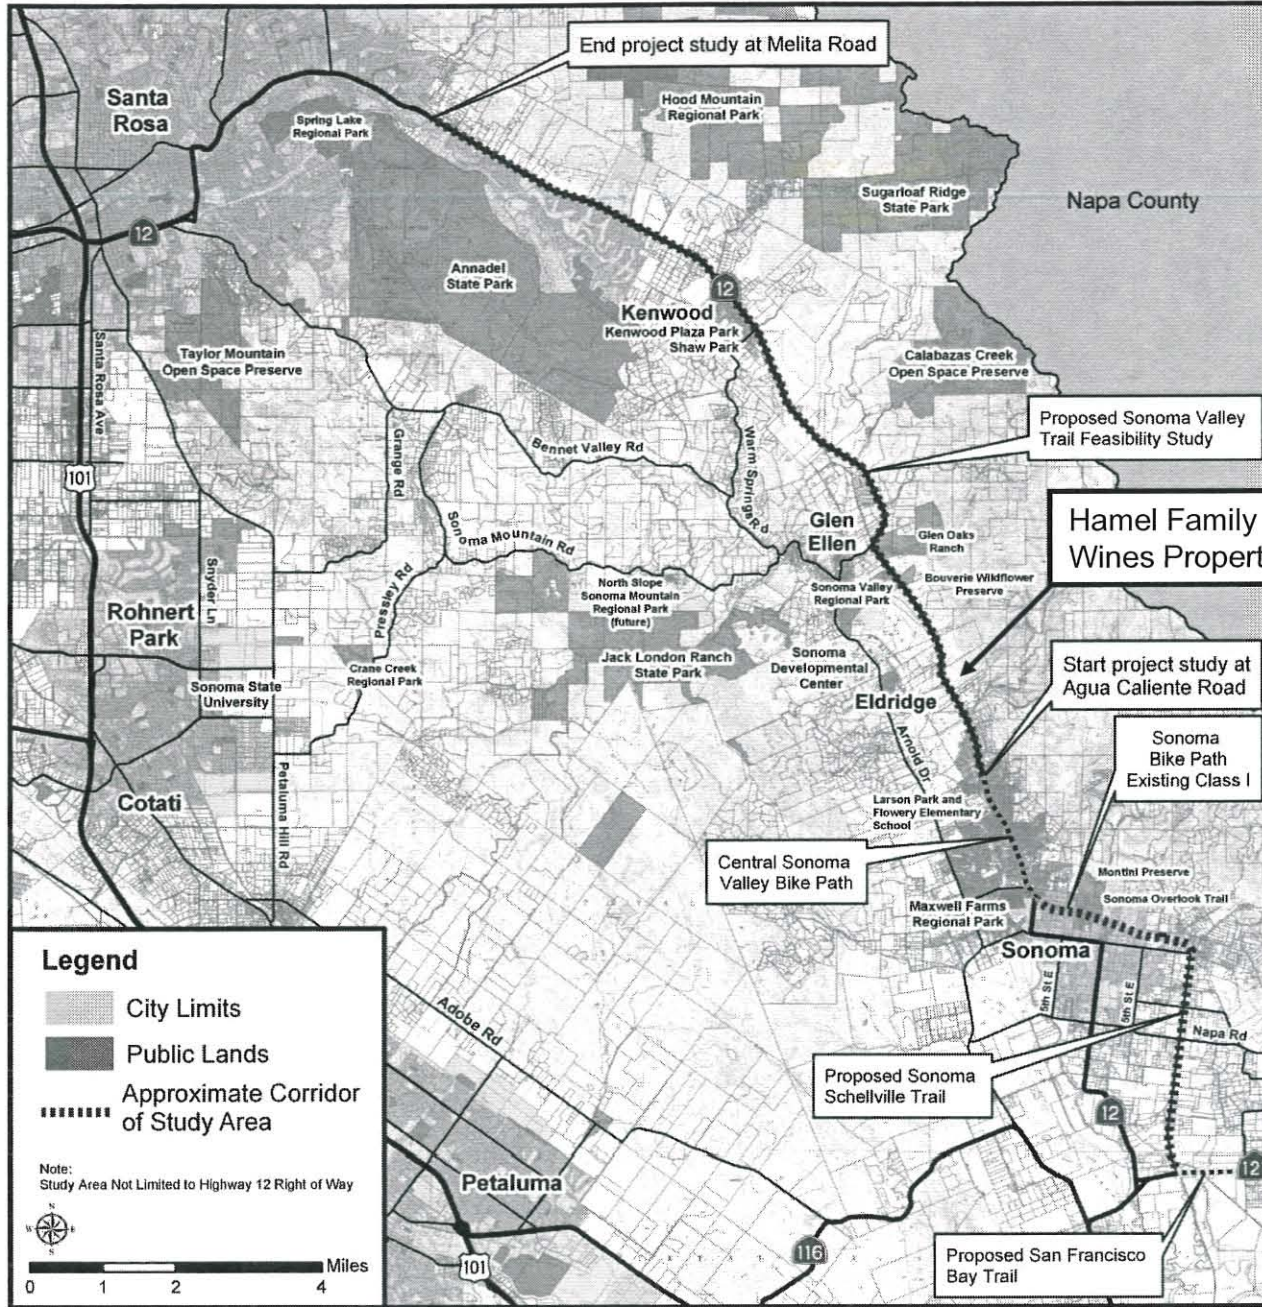 End project study at Melita Road
Santa
Rosa
Spring Lake
Regional Park
Hood Mountain
Regional Park
Sugarloaf Ridge
State Park
Napa County
12
Annadel
State Park
12
Kenwood
Kenwood Plaza Park
Shaw Park
Taylor Mountain
Open Space Preserve
Calabazas Creek
Open Space Preserve
Santa Rosa Ave
Proposed Sonoma Valley
Trail Feasibility Study
Bennet Valley Rd
Warm Springs Rd
Grange Rd
101
Hamel Family
Wines Propert
Glen
Ellen
Glen Oaks
Ranch
Sonoma Mountain Rd
Snyder Ln
Pressley Rd
North Slope
Sonoma Mountain
Regional Park
(future)
Sonoma Valley
Regional Park
Bouverie Wildflower
Preserve
Rohnert
Park
Crane Creek
Regional Park
Jack London Ranch
State Park
Sonoma
Developmental
Center
Start project study at
Agua Caliente Road
Sonoma State
University
Eldridge
Arnold Dr
Sonoma
Bike Path
Existing Class I
Petaluma Hill Rd
Cotati
Larson Park and
Flowery Elementary
School
Central Sonoma
Valley Bike Path
Montini Preserve
Sonoma Overlook Trail
Maxwell Farms
Regional Park
Sonoma
5th St E
5th St E
Napa Rd
Legend
City Limits
Public Lands
Approximate Corridor
of Study Area
Note:
Study Area Not Limited to Highway 12 Right of Way
N
W E
S
Miles
0 1 2 4
Adobe Rd
Proposed Sonoma
Schellville Trail
12
12
Petaluma
101
116
Proposed San Francisco
Bay Trail